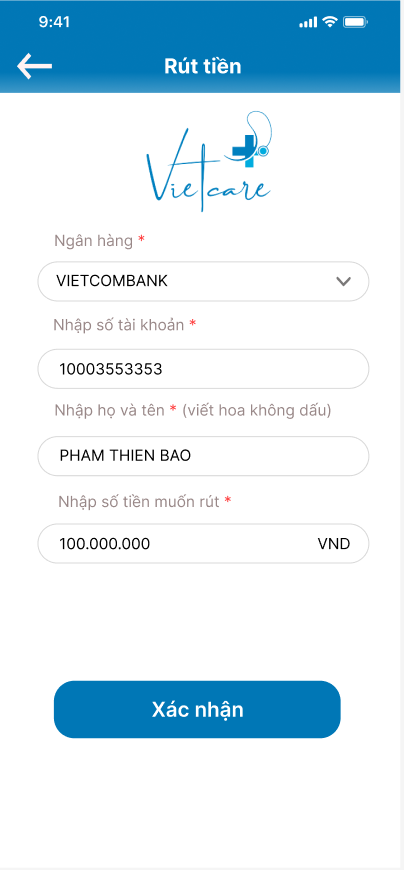 9:41
Rút tiền
Vietcare
Ngân hàng *
VIETCOMBANK
Nhập số tài khoản *
10003553353
Nhập họ và tên * (viết hoa không dấu)
PHAM THIEN BAO
Nhập số tiền muốn rút *
100.000.000 VND
Xác nhận